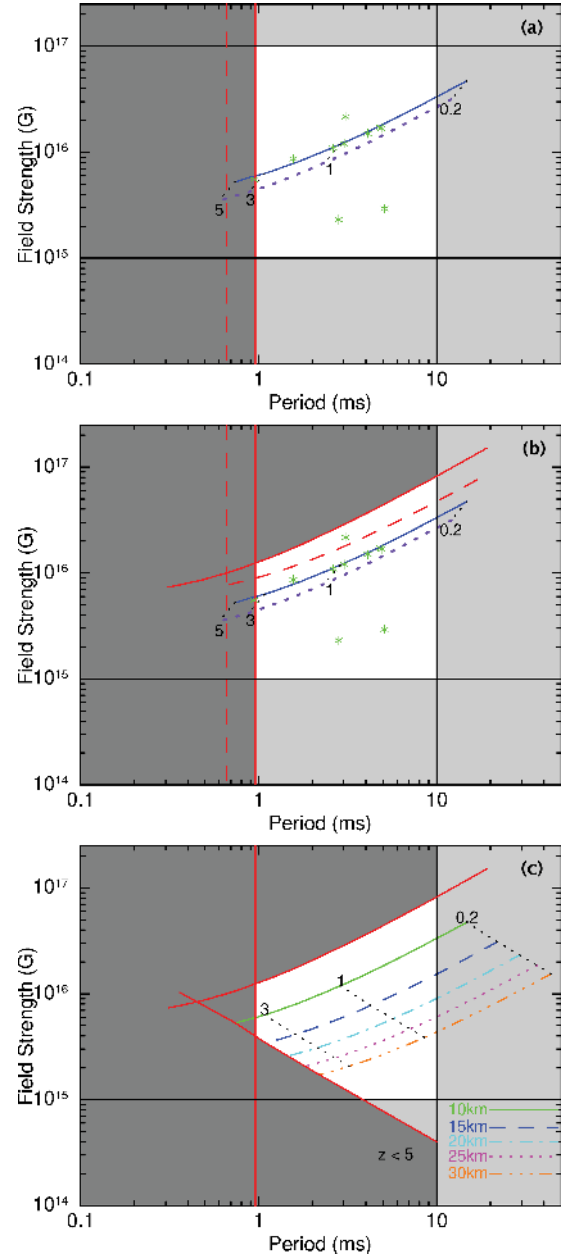 (a)
10^17
10^16
10^15
10^14
Field Strength (G)
0.2
1
3
5
0.1
1
10
Period (ms)
(b)
10^17
10^16
10^15
10^14
Field Strength (G)
0.2
1
3
5
0.1
1
10
Period (ms)
(c)
10^17
10^16
10^15
10^14
Field Strength (G)
0.2
1
3
10km
15km
20km
25km
30km
z < 5
0.1
1
10
Period (ms)